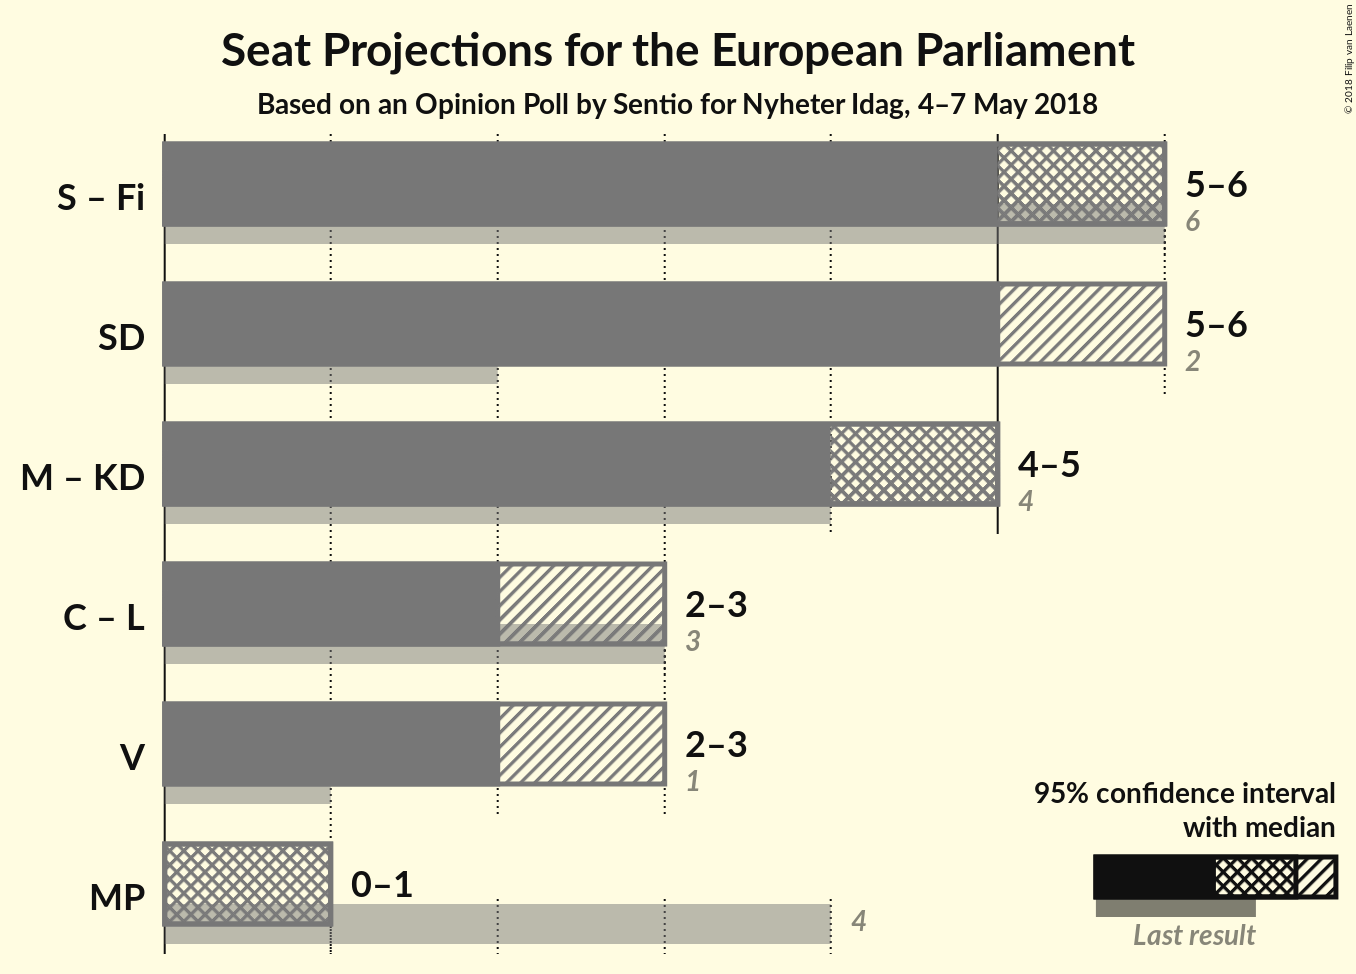 Seat Projections for the European Parliament
Based on an Opinion Poll by Sentio for Nyheter Idag, 4–7 May 2018
© 2018 Filip van Laenen
S – Fi
5–6
6
SD
5–6
2
M – KD
4–5
4
C – L
2–3
3
V
2–3
1
MP
0–1
4
95% confidence interval
with median
Last result